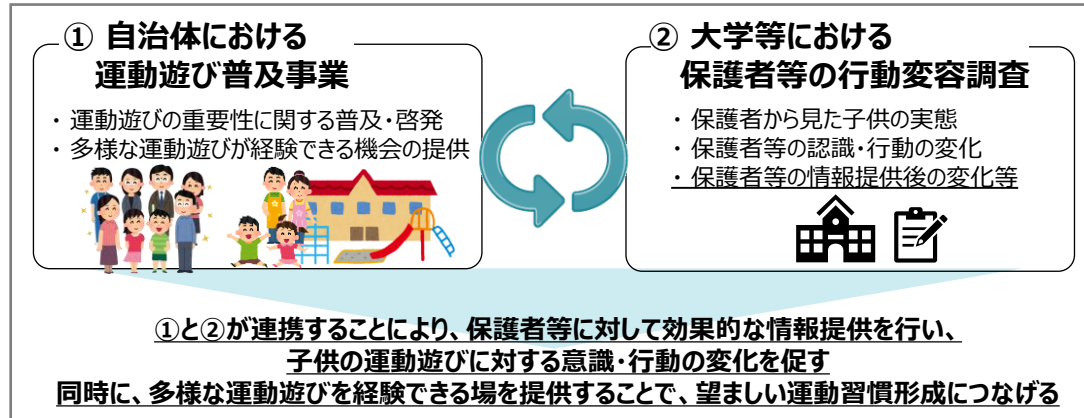 ① 自治体における
運動遊び普及事業
・ 運動遊びの重要性に関する普及・啓発
・ 多様な運動遊びが経験できる機会の提供
② 大学等における
保護者等の行動変容調査
・ 保護者から見た子供の実態
・ 保護者等の認識・行動の変化
・ 保護者等の情報提供後の変化等
①と②が連携することにより、保護者等に対して効果的な情報提供を行い、
子供の運動遊びに対する意識・行動の変化を促す
同時に、多様な運動遊びを経験できる場を提供することで、望ましい運動習慣形成につなげる